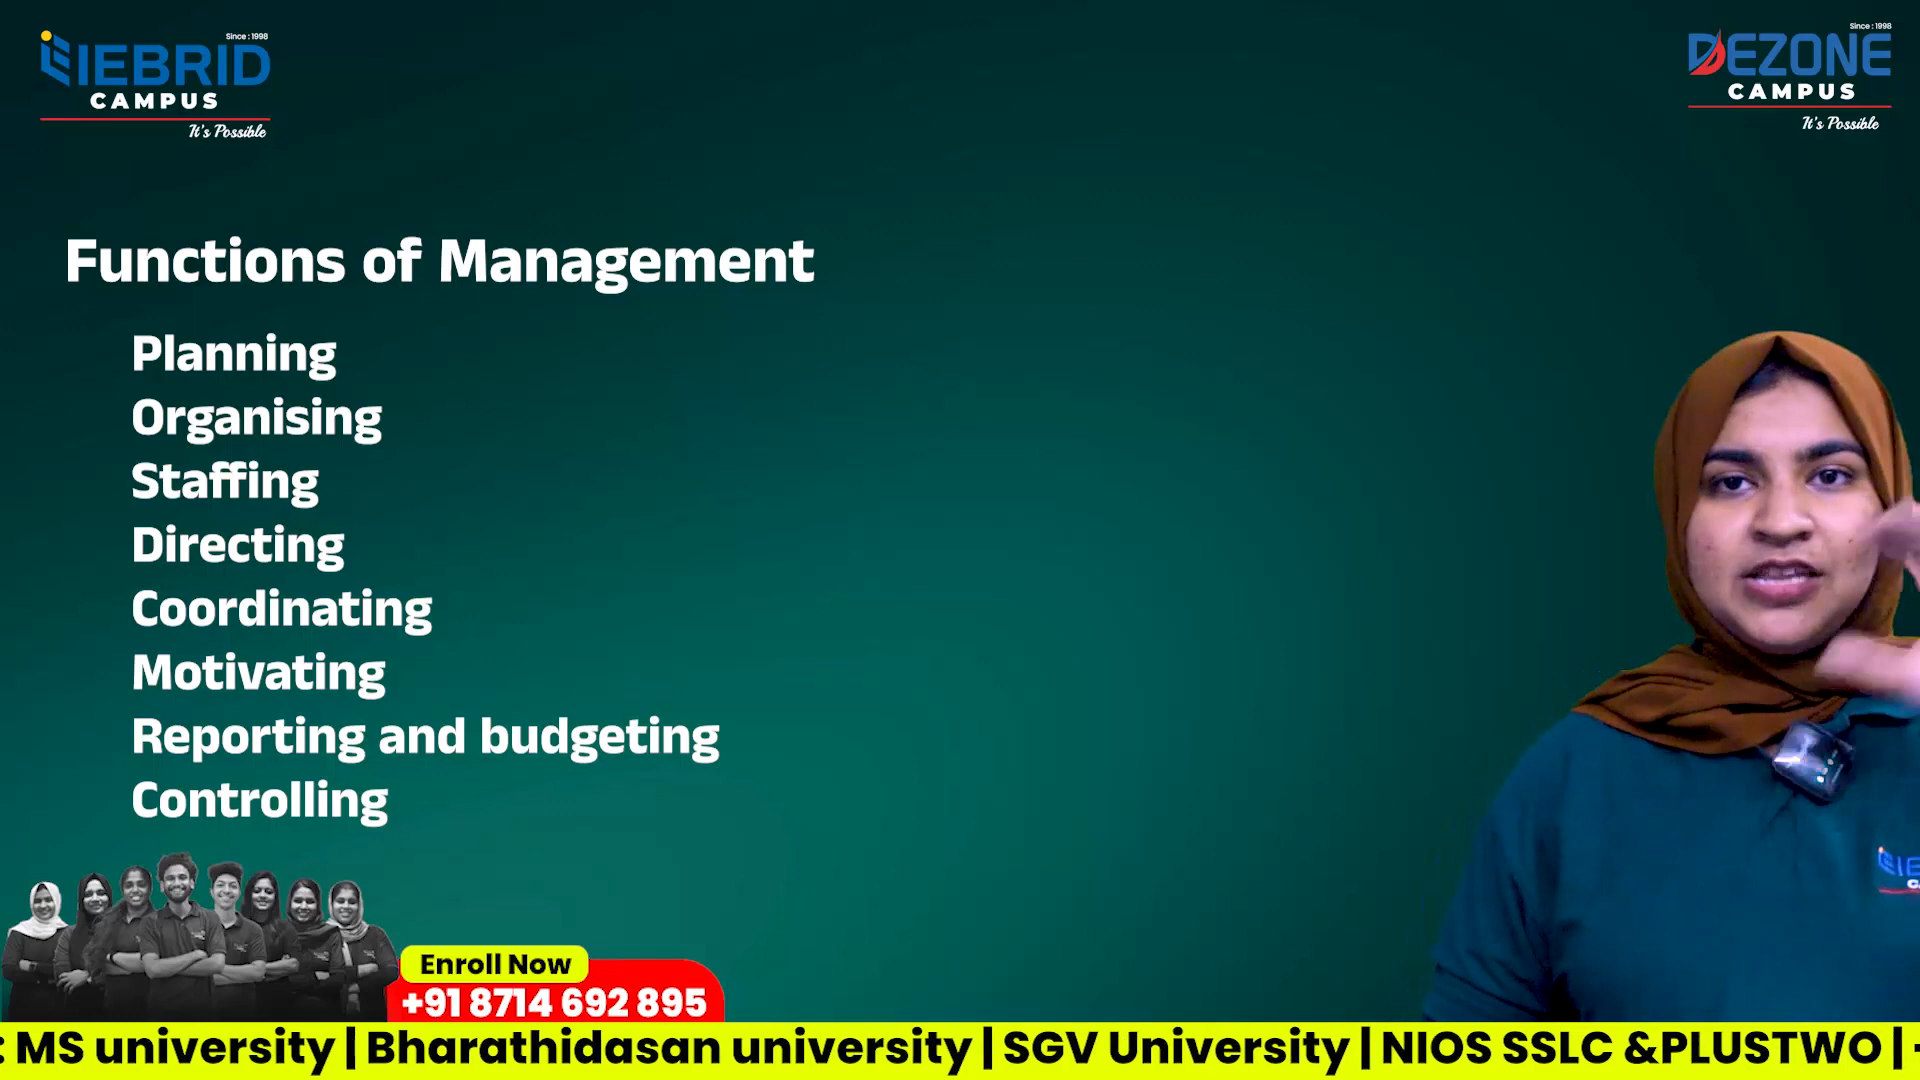 Since : 1998
IEBRID
CAMPUS
It's Possible
Since : 1998
DEZONE
CAMPUS
It's Possible
Functions of Management
Planning
Organising
Staffing
Directing
Coordinating
Motivating
Reporting and budgeting
Controlling
Enroll Now
+91 8714 692 895
: MS university | Bharathidasan university | SGV University | NIOS SSLC &PLUSTWO |